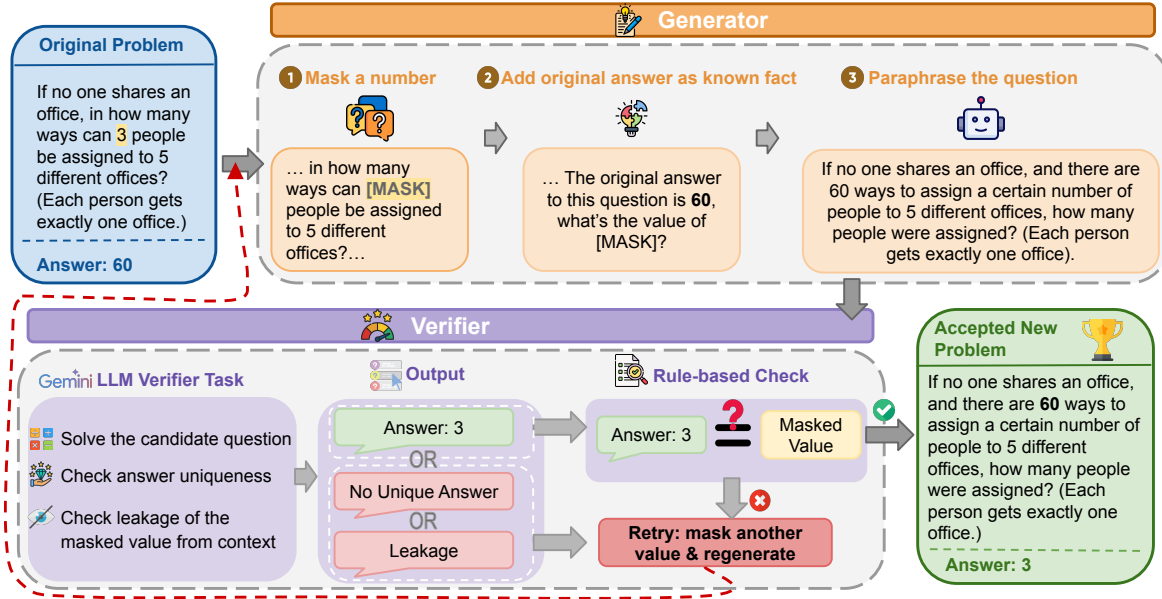 Generator
Original Problem
If no one shares an
office, in how many
ways can 3 people
be assigned to 5
different offices?
(Each person gets
exactly one office.)
Answer: 60
1 Mask a number
… in how many
ways can [MASK]
people be assigned
to 5 different
offices?…
2 Add original answer as known fact
… The original answer
to this question is 60,
what's the value of
[MASK]?
3 Paraphrase the question
If no one shares an office, and there are
60 ways to assign a certain number of
people to 5 different offices, how many
people were assigned? (Each person
gets exactly one office).
Verifier
Gemini LLM Verifier Task
Solve the candidate question
Check answer uniqueness
Check leakage of the
masked value from context
Output
Answer: 3
OR
No Unique Answer
OR
Leakage
Rule-based Check
Answer: 3
?
=
Masked
Value
Retry: mask another
value & regenerate
Accepted New
Problem
If no one shares an office,
and there are 60 ways to
assign a certain number of
people to 5 different
offices, how many people
were assigned? (Each
person gets exactly one
office.)
Answer: 3